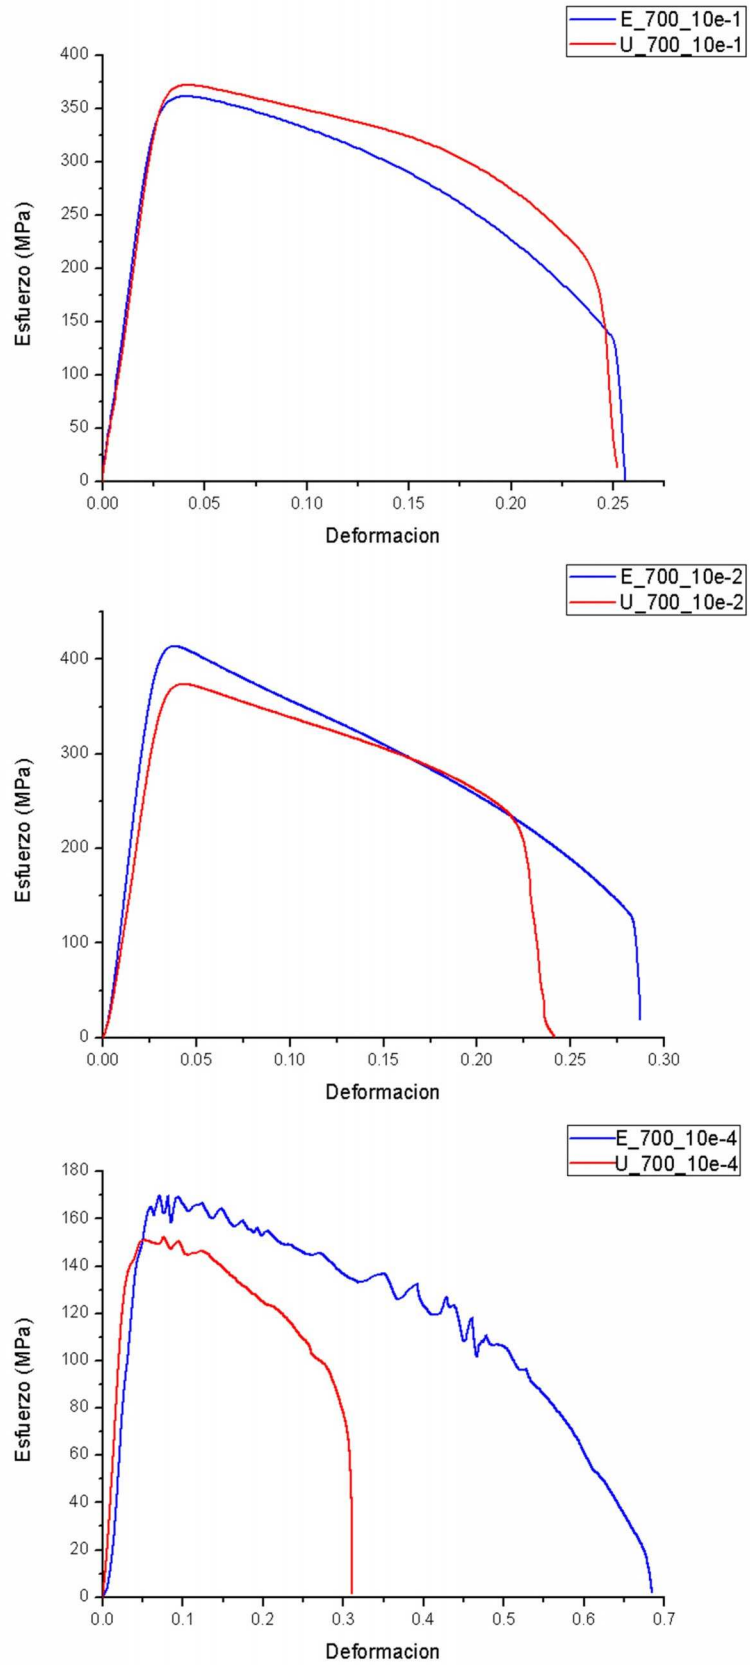 E_700_10e-1
U_700_10e-1
400
350
300
250
200
150
100
50
0
Esfuerzo (MPa)
0.00 0.05 0.10 0.15 0.20 0.25
Deformacion
E_700_10e-2
U_700_10e-2
400
300
200
100
0
Esfuerzo (MPa)
0.00 0.05 0.10 0.15 0.20 0.25 0.30
Deformacion
E_700_10e-4
U_700_10e-4
180
160
140
120
100
80
60
40
20
0
Esfuerzo (MPa)
0.0 0.1 0.2 0.3 0.4 0.5 0.6 0.7
Deformacion